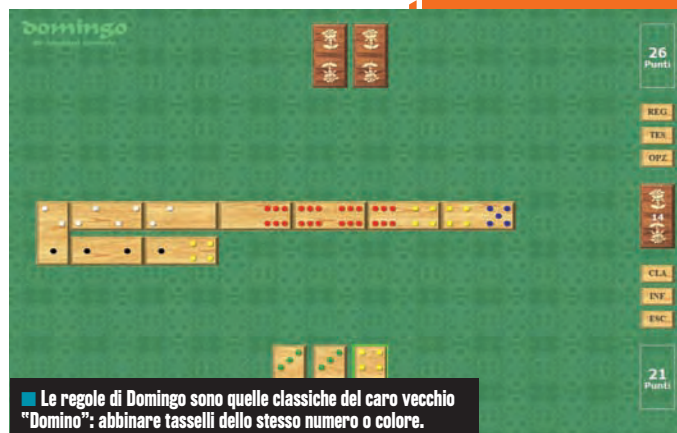 Domingo
26
Punti
REG.
TES.
OPZ.
14
CLA.
INF.
ESC.
21
Punti
Le regole di Domingo sono quelle classiche del caro vecchio
“Domino”: abbinare tasselli dello stesso numero o colore.